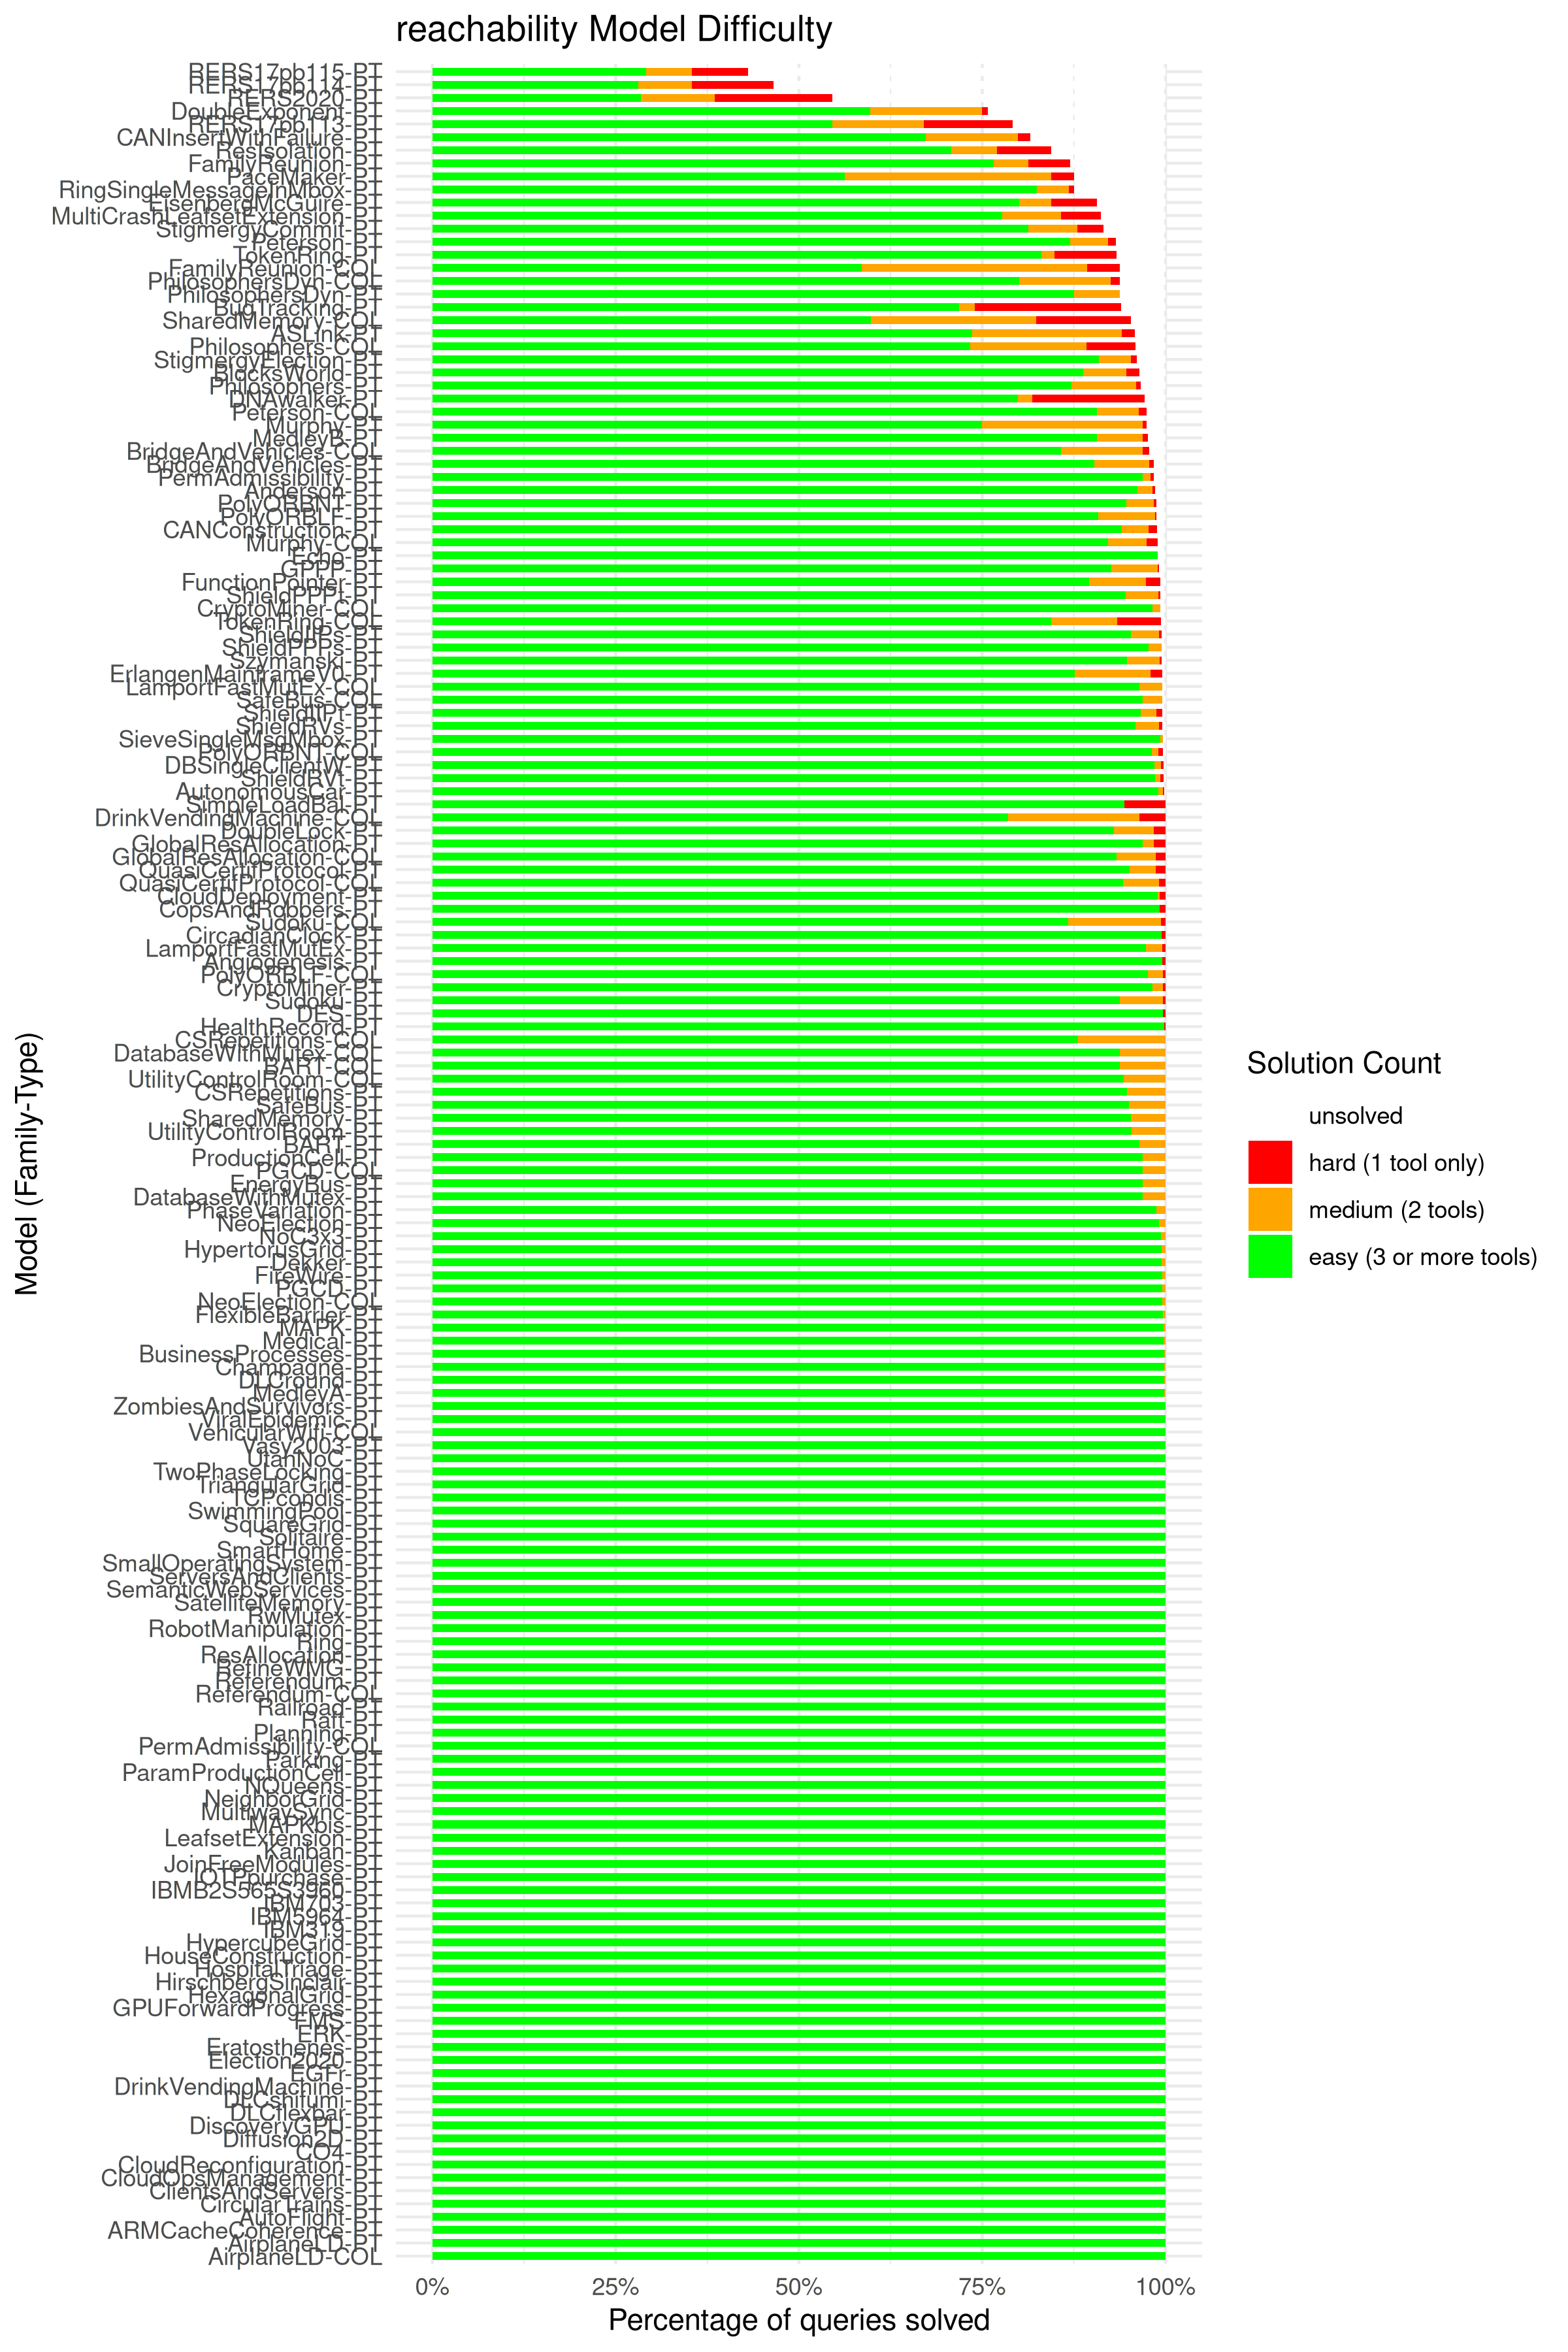 reachability Model Difficulty
RERS17pb115-PT
RERS17pb114-PT
RERS2020-PT
DoubleExponent-PT
RERS17pb113-PT
CANInsertWithFailure-PT
ResIsolation-PT
FamilyReunion-PT
PaceMaker-PT
RingSingleMessageInMbox-PT
EisenbergMcGuire-PT
MultiCrashLeafsetExtension-PT
StigmergyCommit-PT
Peterson-PT
TokenRing-PT
FamilyReunion-COL
PhilosophersDyn-COL
PhilosophersDyn-PT
BugTracking-PT
SharedMemory-COL
ASLink-PT
Philosophers-COL
StigmergyElection-PT
BlocksWorld-PT
Philosophers-PT
DNAwalker-PT
Peterson-COL
Murphy-PT
MedleyB-PT
BridgeAndVehicles-COL
BridgeAndVehicles-PT
PermAdmissibility-PT
Anderson-PT
PolyORBNT-PT
PolyORBLF-PT
CANConstruction-PT
Murphy-COL
Echo-PT
GPPP-PT
FunctionPointer-PT
ShieldPPPt-PT
CryptoMiner-COL
TokenRing-COL
ShieldIIPs-PT
ShieldPPPs-PT
Szymanski-PT
ErlangenMainframeV0-PT
LamportFastMutEx-COL
SafeBus-COL
ShieldIIPt-PT
ShieldRVs-PT
SieveSingleMsgMbox-PT
PolyORBNT-COL
DBSingleClientW-PT
ShieldRVt-PT
AutonomousCar-PT
SimpleLoadBal-PT
DrinkVendingMachine-COL
DoubleLock-PT
GlobalResAllocation-PT
GlobalResAllocation-COL
QuasiCertifProtocol-PT
QuasiCertifProtocol-COL
CloudDeployment-PT
CopsAndRobbers-PT
Sudoku-COL
CircadianClock-PT
LamportFastMutEx-PT
Angiogenesis-PT
PolyORBLF-COL
CryptoMiner-PT
Sudoku-PT
DES-PT
HealthRecord-PT
CSRepetitions-COL
DatabaseWithMutex-COL
BART-COL
UtilityControlRoom-COL
CSRepetitions-PT
SafeBus-PT
SharedMemory-PT
UtilityControlRoom-PT
BART-PT
ProductionCell-PT
PGCD-COL
EnergyBus-PT
DatabaseWithMutex-PT
PhaseVariation-PT
NeoElection-PT
NoC3x3-PT
HypertorusGrid-PT
Dekker-PT
FireWire-PT
PGCD-PT
NeoElection-COL
FlexibleBarrier-PT
MAPK-PT
Medical-PT
BusinessProcesses-PT
Champagne-PT
DLCround-PT
MedleyA-PT
ZombiesAndSurvivors-PT
ViralEpidemic-PT
VehicularWifi-COL
Vasy2003-PT
UtahNoC-PT
TwoPhaseLocking-PT
TriangularGrid-PT
TCPcondis-PT
SwimmingPool-PT
SquareGrid-PT
Solitaire-PT
SmartHome-PT
SmallOperatingSystem-PT
ServersAndClients-PT
SemanticWebServices-PT
SatelliteMemory-PT
RwMutex-PT
RobotManipulation-PT
Ring-PT
ResAllocation-PT
RefineWMG-PT
Referendum-PT
Referendum-COL
Railroad-PT
Raft-PT
Planning-PT
PermAdmissibility-COL
Parking-PT
ParamProductionCell-PT
NQueens-PT
NeighborGrid-PT
MultiwaySync-PT
MAPKbis-PT
LeafsetExtension-PT
Kanban-PT
JoinFreeModules-PT
IOTPpurchase-PT
IBMB2S565S3960-PT
IBM703-PT
IBM5964-PT
IBM319-PT
HypercubeGrid-PT
HouseConstruction-PT
HospitalTriage-PT
HirschbergSinclair-PT
HexagonalGrid-PT
GPUForwardProgress-PT
FMS-PT
ERK-PT
Eratosthenes-PT
Election2020-PT
EGFr-PT
DrinkVendingMachine-PT
DLCshifumi-PT
DLCflexbar-PT
DiscoveryGPU-PT
Diffusion2D-PT
CO4-PT
CloudReconfiguration-PT
CloudOpsManagement-PT
ClientsAndServers-PT
CircularTrains-PT
AutoFlight-PT
ARMCacheCoherence-PT
AirplaneLD-PT
AirplaneLD-COL
0%
25%
50%
75%
100%
Percentage of queries solved
Model (Family-Type)
Solution Count
unsolved
hard (1 tool only)
medium (2 tools)
easy (3 or more tools)